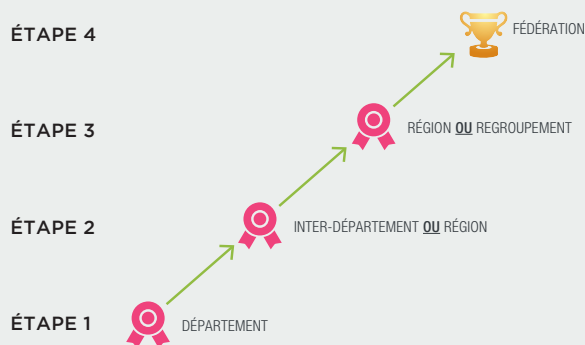 ÉTAPE 4
FÉDÉRATION
ÉTAPE 3
RÉGION OU REGROUPEMENT
ÉTAPE 2
INTER-DÉPARTEMENT OU RÉGION
ÉTAPE 1
DÉPARTEMENT